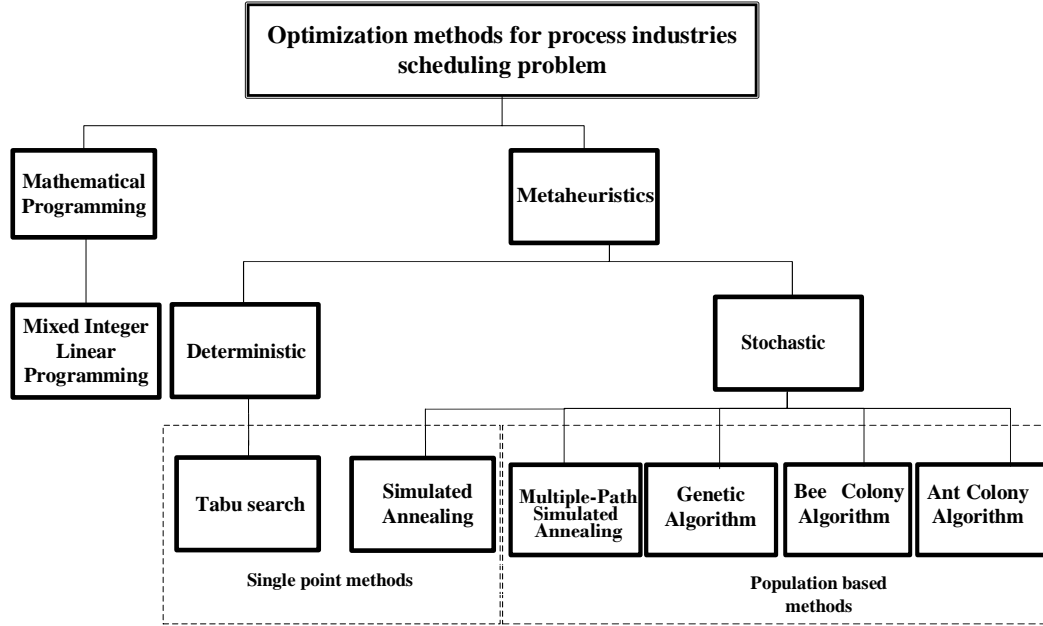 Optimization methods for process industries
scheduling problem
Mathematical
Programming
Metaheuristics
Mixed Integer
Linear
Programming
Deterministic
Stochastic
Tabu search
Simulated
Annealing
Multiple-Path
Simulated
Annealing
Genetic
Algorithm
Bee Colony
Algorithm
Ant Colony
Algorithm
Single point methods
Population based
methods